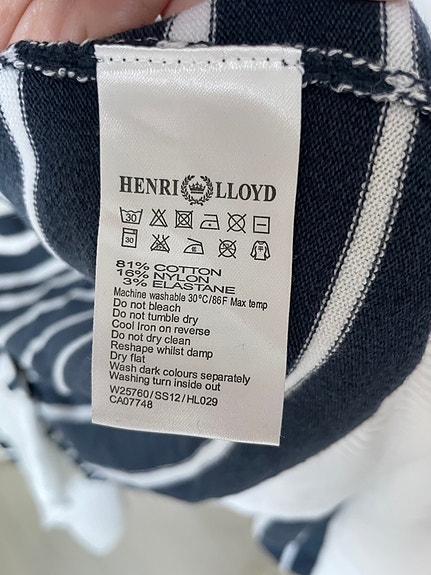 HENRI LLOYD
30
30
81% COTTON
16% NYLON
3% ELASTANE
Machine washable 30°C/86F Max temp
Do not bleach
Do not tumble dry
Cool Iron on reverse
Do not dry clean
Reshape whilst damp
Dry flat
Wash dark colours separately
Washing turn inside out
W25760/SS12/HL029
CA07748